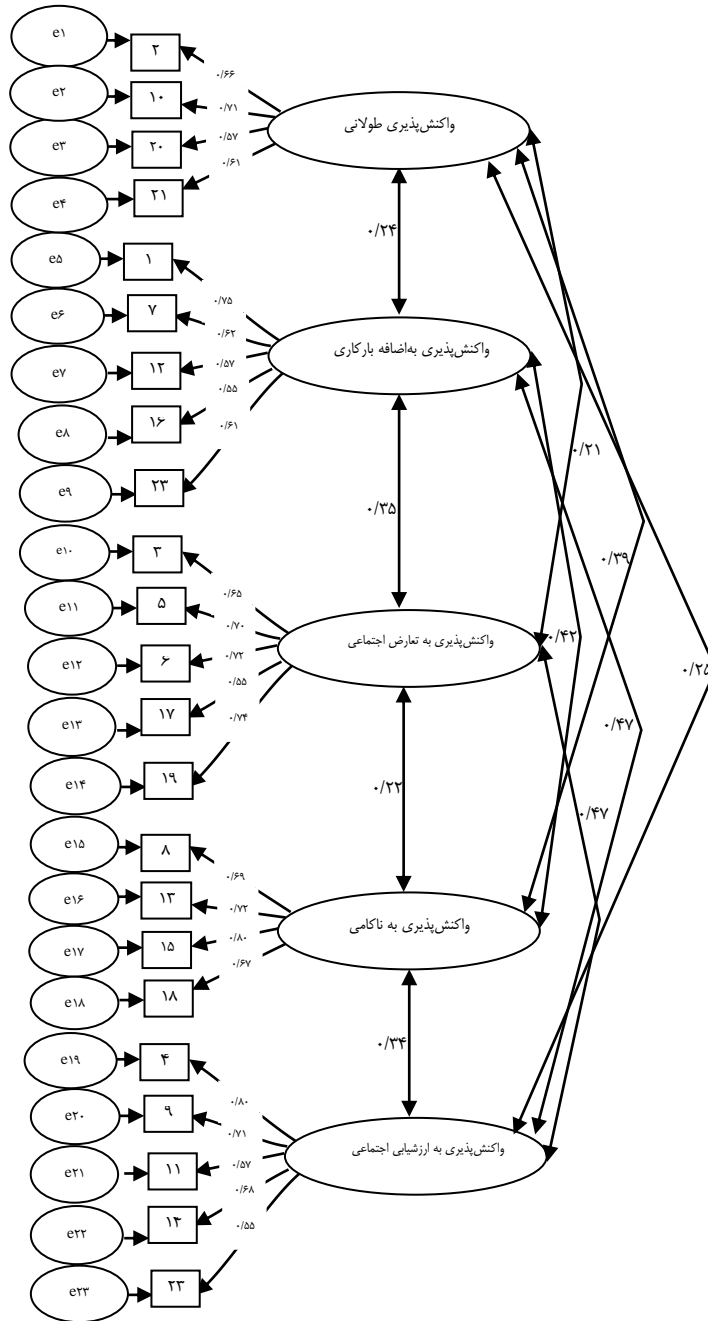 e۱
۲
۰/۶۶
e۲
۱۰
۰/۷۱
واکنش‌پذیری طولانی
e۳
۲۰
۰/۵۷
e۴
۲۱
۰/۶۱
۰/۲۴
e۵
۱
۰/۷۵
e۶
۷
۰/۶۲
واکنش‌پذیری به‌اضافه بارکاری
e۷
۱۲
۰/۵۷
e۸
۱۶
۰/۵۵
۰/۶۱
e۹
۲۳
۰/۲۱
۰/۳۵
۰/۳۹
e۱۰
۳
۰/۶۵
e۱۱
۵
۰/۷۰
واکنش‌پذیری به تعارض اجتماعی
۰/۴۲
e۱۲
۶
۰/۷۲
۰/۲۵
e۱۳
۱۷
۰/۵۵
۰/۷۴
۰/۴۷
e۱۴
۱۹
۰/۲۲
۰/۴۷
e۱۵
۸
۰/۶۹
e۱۶
۱۳
۰/۷۲
واکنش‌پذیری به ناکامی
e۱۷
۱۵
۰/۸۰
e۱۸
۱۸
۰/۶۷
۰/۳۴
e۱۹
۴
۰/۸۰
e۲۰
۹
۰/۷۱
واکنش‌پذیری به ارزشیابی اجتماعی
e۲۱
۱۱
۰/۵۷
e۲۲
۱۴
۰/۶۸
۰/۵۵
e۲۳
۲۳